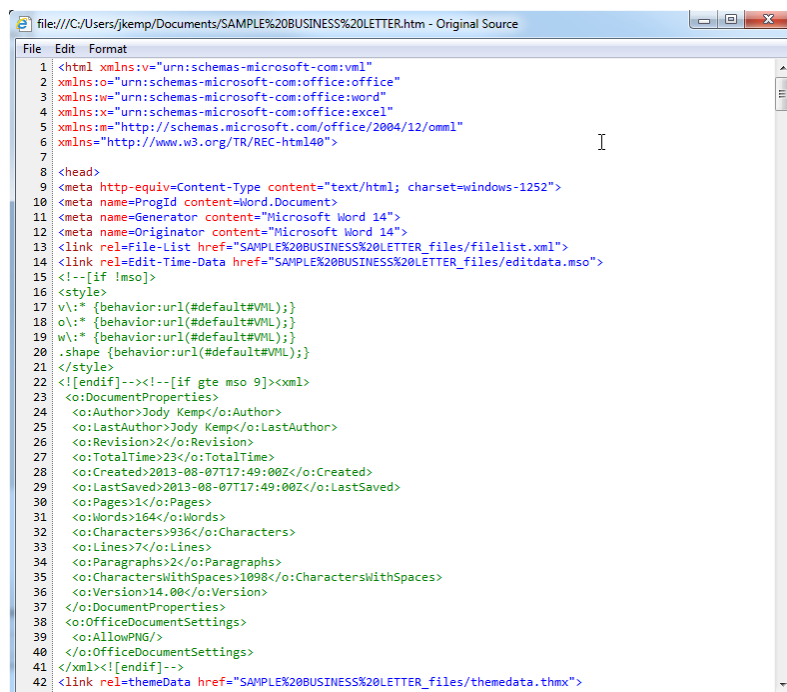 file:///C:/Users/jkemp/Documents/SAMPLE%20BUSINESS%20LETTER.htm - Original Source
File Edit Format
1 <html xmlns:v="urn:schemas-microsoft-com:vml"
2 xmlns:o="urn:schemas-microsoft-com:office:office"
3 xmlns:w="urn:schemas-microsoft-com:office:word"
4 xmlns:x="urn:schemas-microsoft-com:office:excel"
5 xmlns:m="http://schemas.microsoft.com/office/2004/12/omml"
6 xmlns="http://www.w3.org/TR/REC-html40">
7
8 <head>
9 <meta http-equiv=Content-Type content="text/html; charset=windows-1252">
10 <meta name=ProgId content=Word.Document>
11 <meta name=Generator content="Microsoft Word 14">
12 <meta name=Originator content="Microsoft Word 14">
13 <link rel=File-List href="SAMPLE%20BUSINESS%20LETTER_files/filelist.xml">
14 <link rel=Edit-Time-Data href="SAMPLE%20BUSINESS%20LETTER_files/editdata.mso">
15 <!--[if !mso]>
16 <style>
17 v\:* {behavior:url(#default#VML);}
18 o\:* {behavior:url(#default#VML);}
19 w\:* {behavior:url(#default#VML);}
20 .shape {behavior:url(#default#VML);}
21 </style>
22 <![endif]--><!--[if gte mso 9]><xml>
23 <o:DocumentProperties>
24 <o:Author>Jody Kemp</o:Author>
25 <o:LastAuthor>Jody Kemp</o:LastAuthor>
26 <o:Revision>2</o:Revision>
27 <o:TotalTime>23</o:TotalTime>
28 <o:Created>2013-08-07T17:49:00Z</o:Created>
29 <o:LastSaved>2013-08-07T17:49:00Z</o:LastSaved>
30 <o:Pages>1</o:Pages>
31 <o:Words>164</o:Words>
32 <o:Characters>936</o:Characters>
33 <o:Lines>7</o:Lines>
34 <o:Paragraphs>2</o:Paragraphs>
35 <o:CharactersWithSpaces>1098</o:CharactersWithSpaces>
36 <o:Version>14.00</o:Version>
37 </o:DocumentProperties>
38 <o:OfficeDocumentSettings>
39 <o:AllowPNG/>
40 </o:OfficeDocumentSettings>
41 </xml><![endif]-->
42 <link rel=themeData href="SAMPLE%20BUSINESS%20LETTER_files/themedata.thmx">